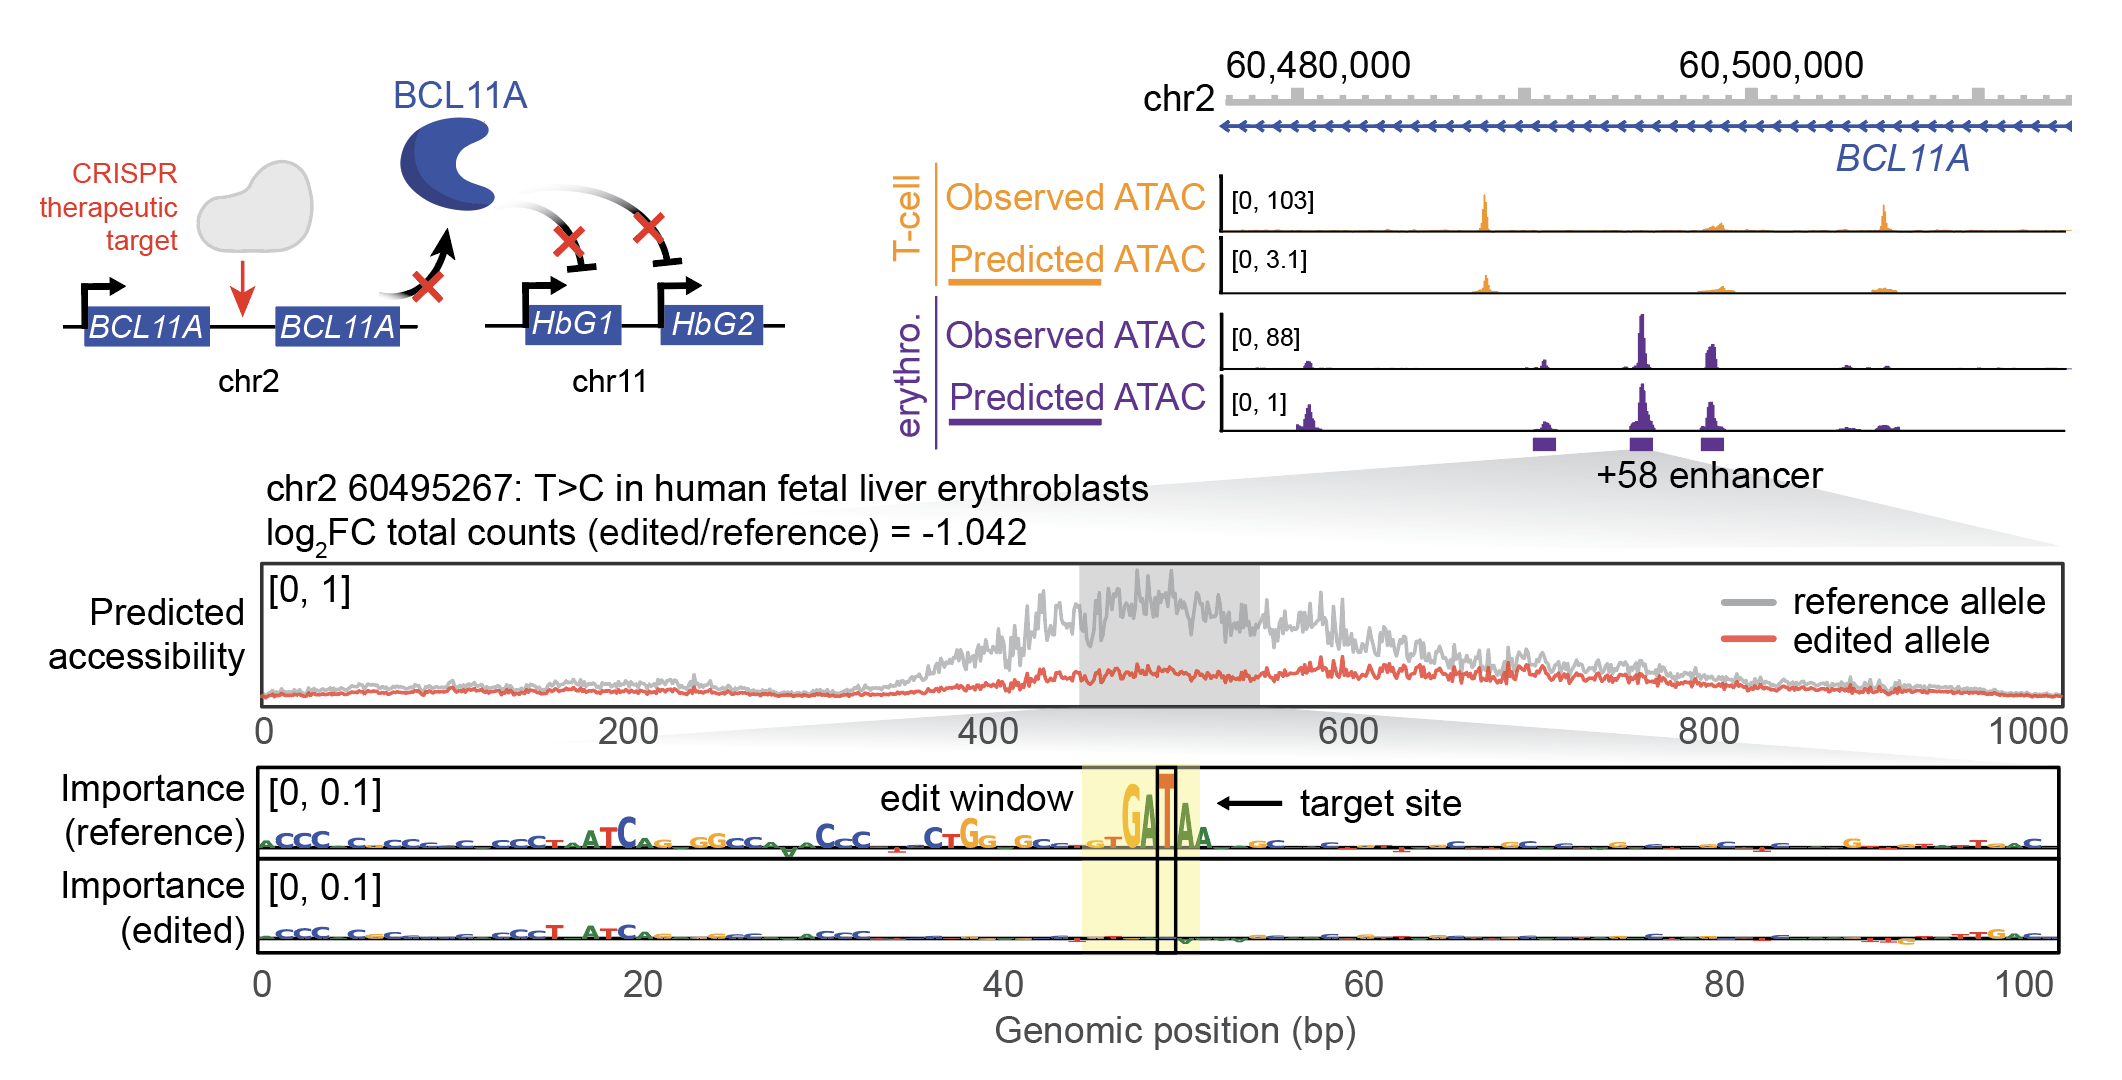 BCL11A
CRISPR
therapeutic
target
BCL11A
BCL11A
chr2
HbG1
HbG2
chr11
60,480,000
60,500,000
chr2
BCL11A
T-cell
Observed ATAC
[0, 103]
Predicted ATAC
[0, 3.1]
erythro.
Observed ATAC
[0, 88]
Predicted ATAC
[0, 1]
+58 enhancer
chr2 60495267: T>C in human fetal liver erythroblasts
log2FC total counts (edited/reference) = -1.042
Predicted
accessibility
[0, 1]
reference allele
edited allele
0 200 400 600 800 1000
Importance
(reference)
[0, 0.1]
edit window
GATAA
target site
Importance
(edited)
[0, 0.1]
0 20 40 60 80 100
Genomic position (bp)